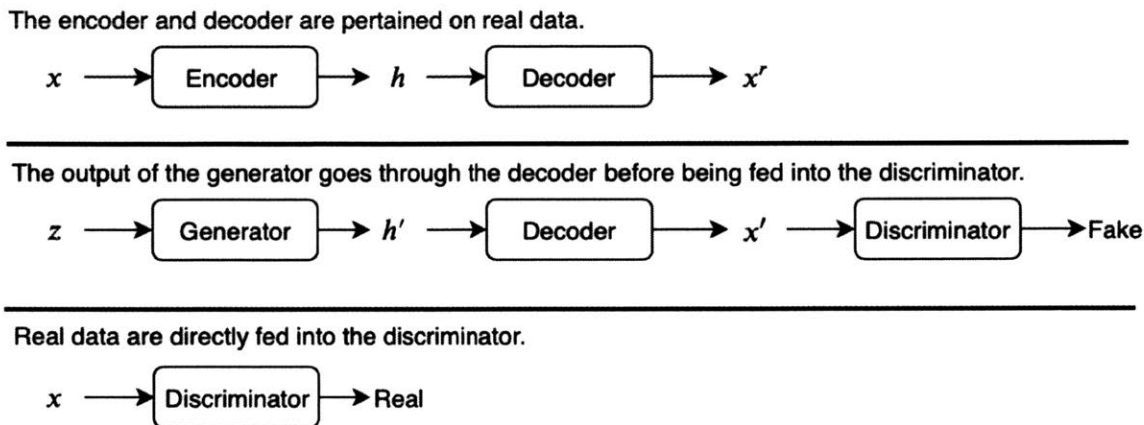 The encoder and decoder are pertained on real data.
x Encoder h Decoder xʳ
The output of the generator goes through the decoder before being fed into the discriminator.
z Generator h′ Decoder x′ Discriminator Fake
Real data are directly fed into the discriminator.
x Discriminator Real